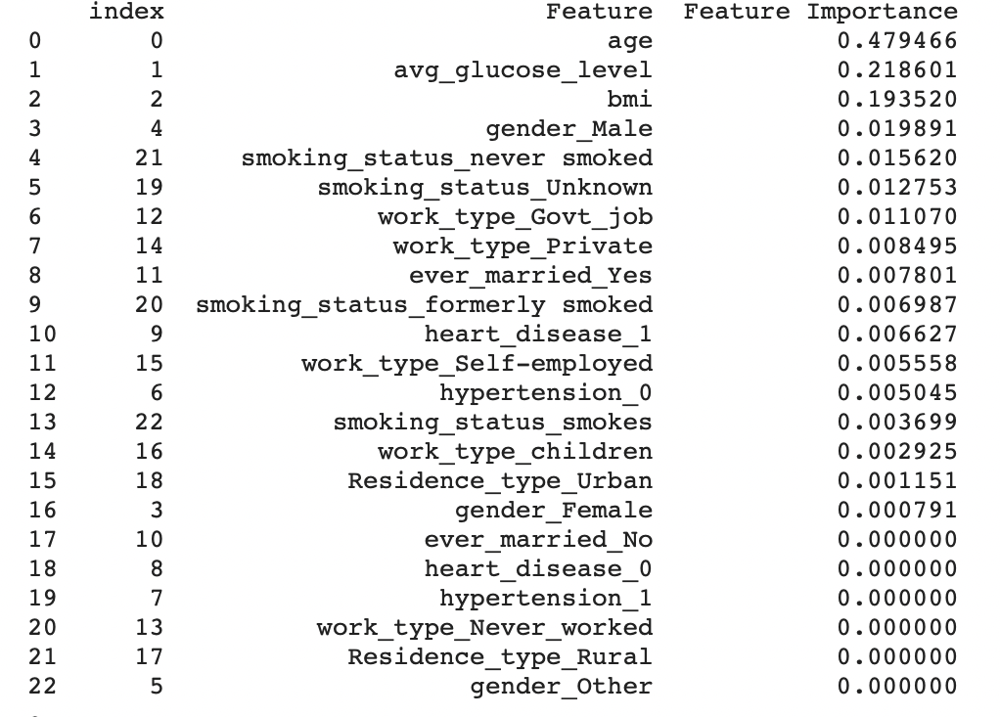 index Feature Feature Importance
0 0 age 0.479466
1 1 avg_glucose_level 0.218601
2 2 bmi 0.193520
3 4 gender_Male 0.019891
4 21 smoking_status_never smoked 0.015620
5 19 smoking_status_Unknown 0.012753
6 12 work_type_Govt_job 0.011070
7 14 work_type_Private 0.008495
8 11 ever_married_Yes 0.007801
9 20 smoking_status_formerly smoked 0.006987
10 9 heart_disease_1 0.006627
11 15 work_type_Self-employed 0.005558
12 6 hypertension_0 0.005045
13 22 smoking_status_smokes 0.003699
14 16 work_type_children 0.002925
15 18 Residence_type_Urban 0.001151
16 3 gender_Female 0.000791
17 10 ever_married_No 0.000000
18 8 heart_disease_0 0.000000
19 7 hypertension_1 0.000000
20 13 work_type_Never_worked 0.000000
21 17 Residence_type_Rural 0.000000
22 5 gender_Other 0.000000